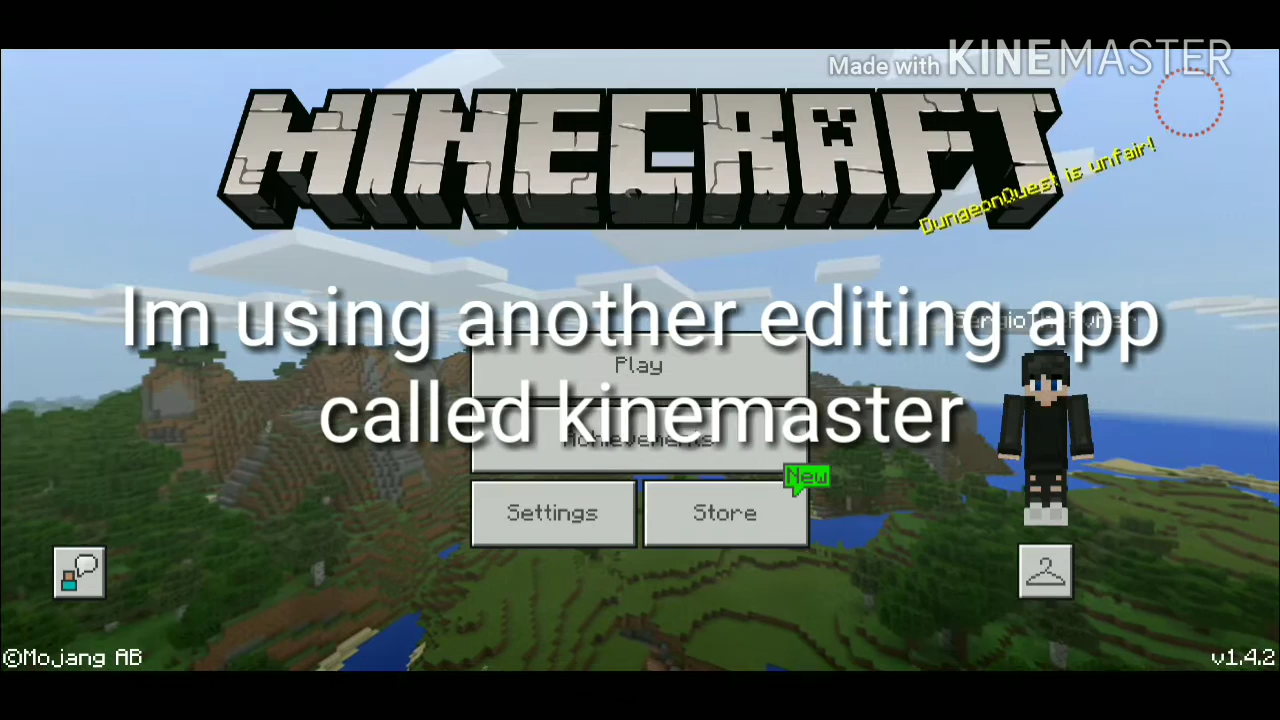 Made with KINEMASTER
MINECRAFT
DungeonQuest is unfair!
Im using another editing app
called kinemaster
Play
Achievements
New
Settings
Store
©Mojang AB
v1.4.2